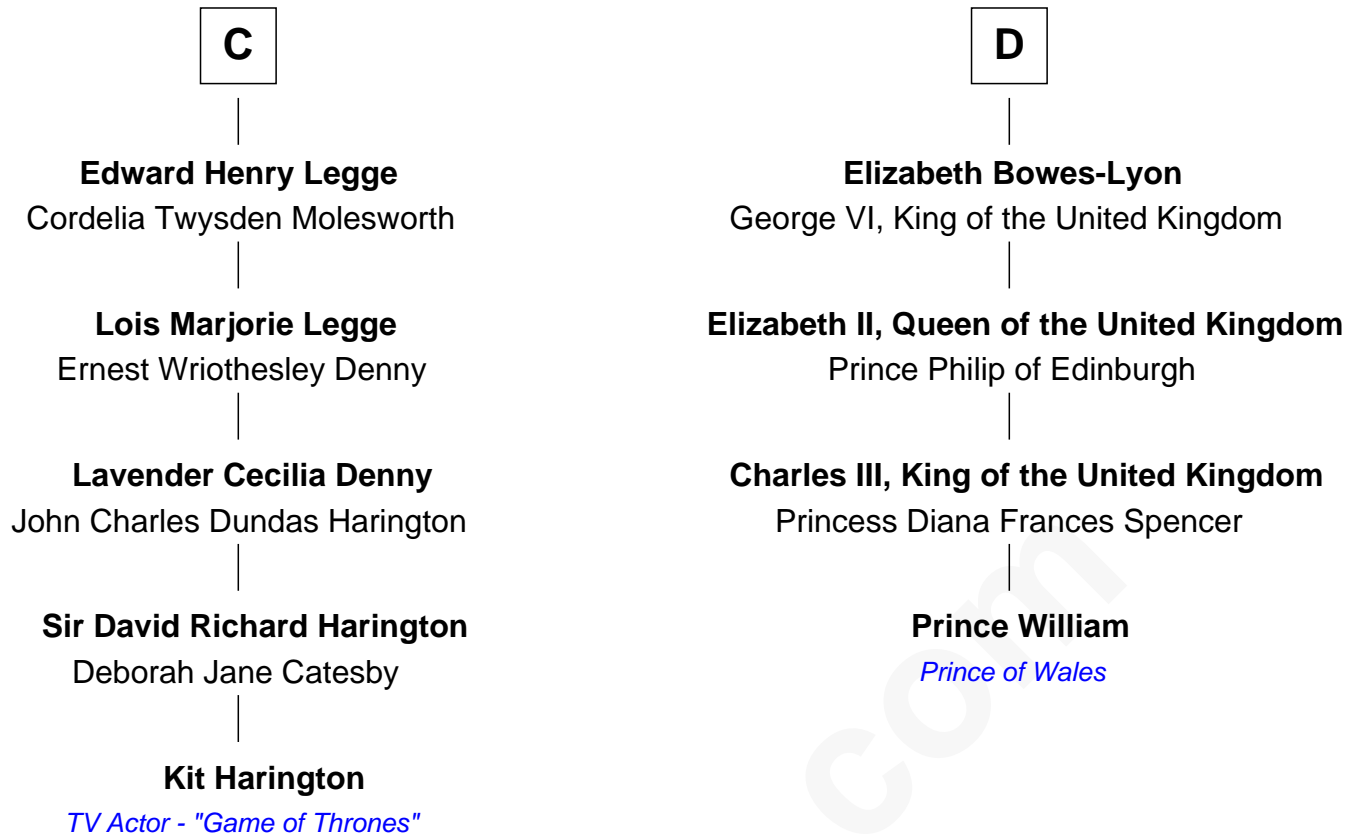 C
Edward Henry Legge
Cordelia Twysden Molesworth
Lois Marjorie Legge
Ernest Wriothesley Denny
Lavender Cecilia Denny
John Charles Dundas Harington
Sir David Richard Harington
Deborah Jane Catesby
Kit Harington
TV Actor - "Game of Thrones"
D
Elizabeth Bowes-Lyon
George VI, King of the United Kingdom
Elizabeth II, Queen of the United Kingdom
Prince Philip of Edinburgh
Charles III, King of the United Kingdom
Princess Diana Frances Spencer
Prince William
Prince of Wales
com